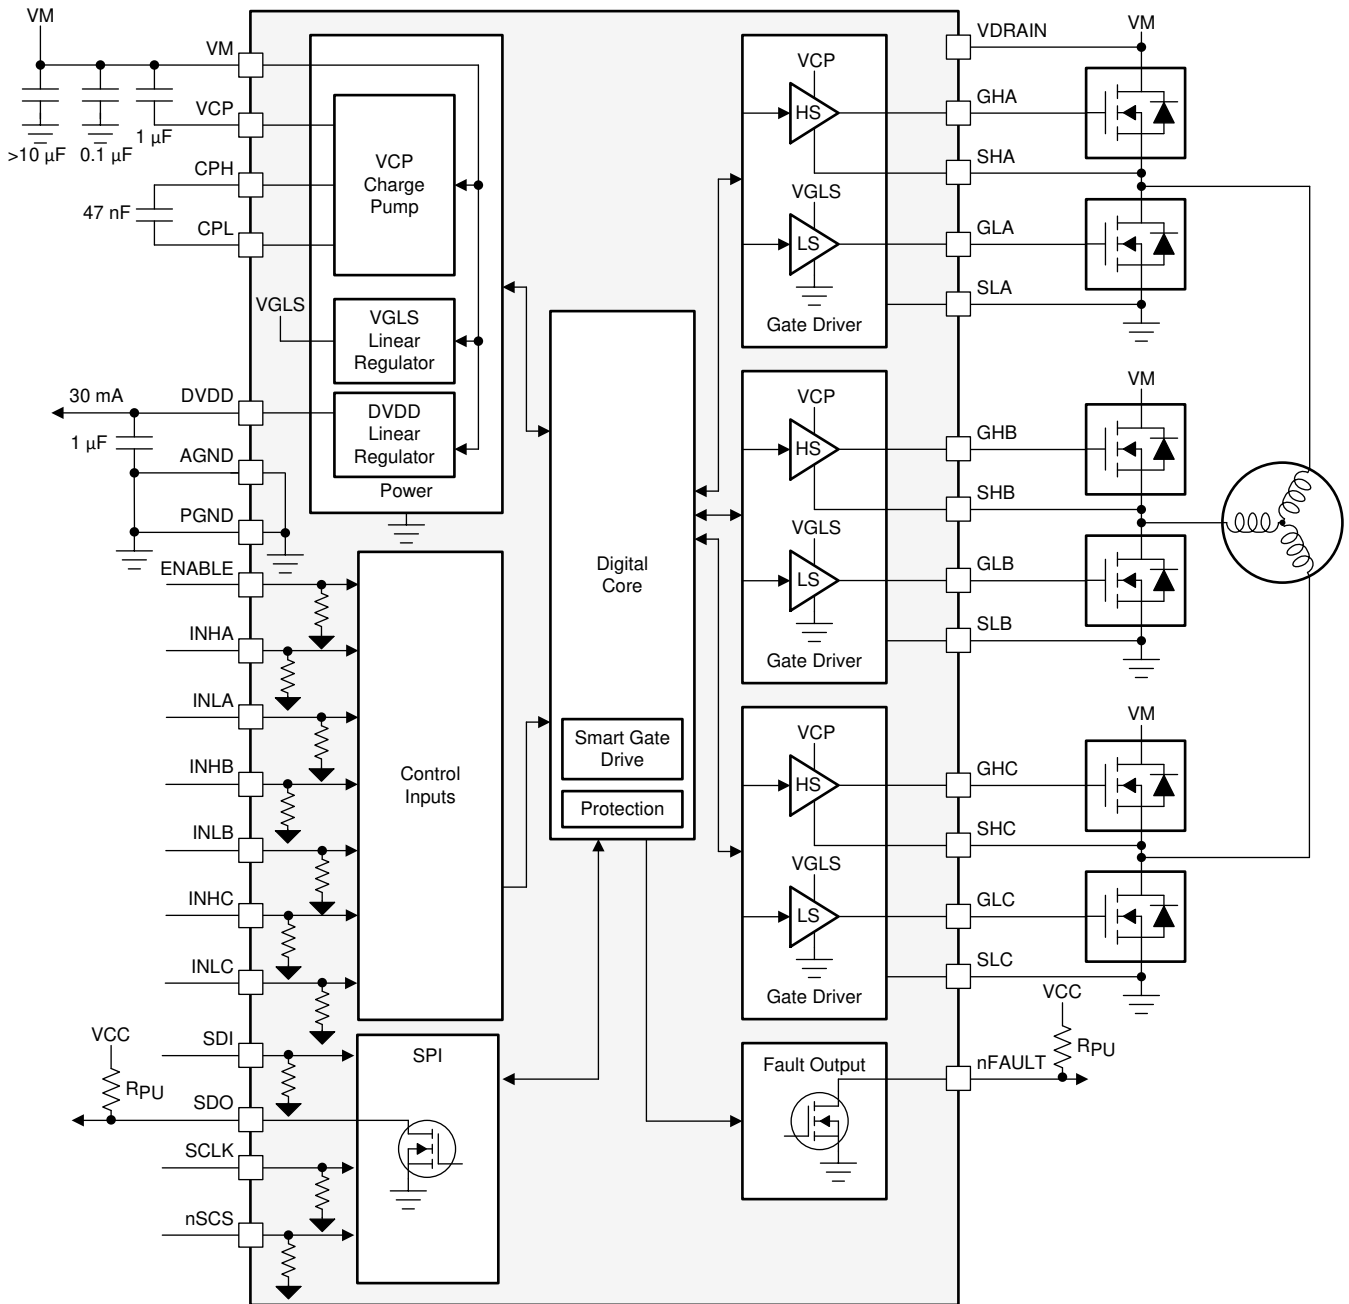 VM
VM
VCP
>10 µF
0.1 µF
1 µF
CPH
47 nF
CPL
VCP
Charge
Pump
VGLS
VGLS
Linear
Regulator
30 mA
DVDD
1 µF
DVDD
Linear
Regulator
AGND
Power
PGND
ENABLE
INHA
INLA
INHB
INLB
INHC
INLC
Control
Inputs
VCC
RPU
SDI
SDO
SCLK
nSCS
SPI
Digital
Core
Smart Gate
Drive
Protection
VCP
HS
VGLS
LS
Gate Driver
VDRAIN
GHA
SHA
GLA
SLA
VM
VCP
HS
VGLS
LS
Gate Driver
GHB
SHB
GLB
SLB
VM
VCP
HS
VGLS
LS
Gate Driver
GHC
SHC
GLC
SLC
VM
Fault Output
nFAULT
VCC
RPU